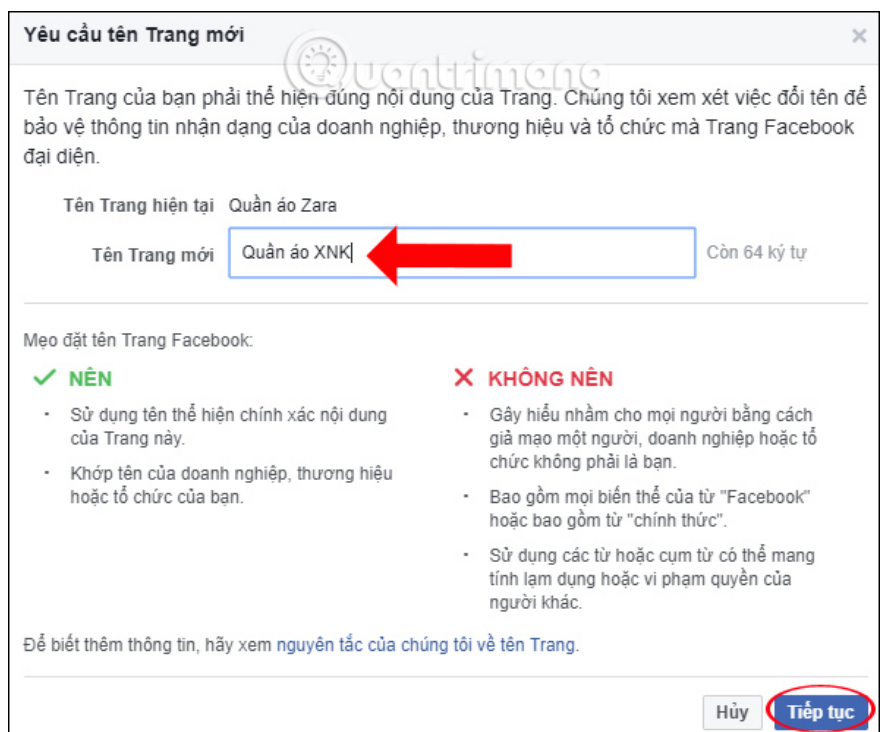 Yêu cầu tên Trang mới
Quantrimang
Tên Trang của bạn phải thể hiện đúng nội dung của Trang. Chúng tôi xem xét việc đổi tên để
bảo vệ thông tin nhận dạng của doanh nghiệp, thương hiệu và tổ chức mà Trang Facebook
đại diện.
Tên Trang hiện tại Quần áo Zara
Tên Trang mới Quần áo XNK Còn 64 ký tự
Mẹo đặt tên Trang Facebook:
NÊN
· Sử dụng tên thể hiện chính xác nội dung
của Trang này.
· Khớp tên của doanh nghiệp, thương hiệu
hoặc tổ chức của bạn.
KHÔNG NÊN
· Gây hiểu nhầm cho mọi người bằng cách
giả mạo một người, doanh nghiệp hoặc tổ
chức không phải là bạn.
· Bao gồm mọi biến thể của từ "Facebook"
hoặc bao gồm từ "chính thức".
· Sử dụng các từ hoặc cụm từ có thể mang
tính lạm dụng hoặc vi phạm quyền của
người khác.
Để biết thêm thông tin, hãy xem nguyên tắc của chúng tôi về tên Trang.
Hủy Tiếp tục